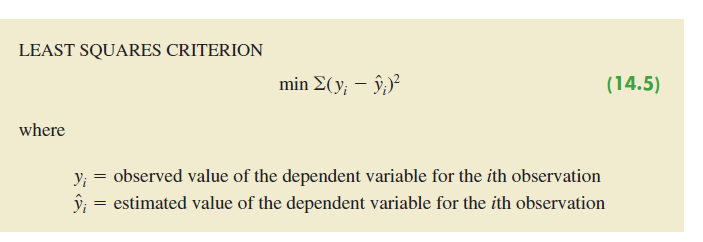 LEAST SQUARES CRITERION
min Σ(yᵢ − ŷᵢ)² (14.5)
where
yᵢ = observed value of the dependent variable for the ith observation
ŷᵢ = estimated value of the dependent variable for the ith observation